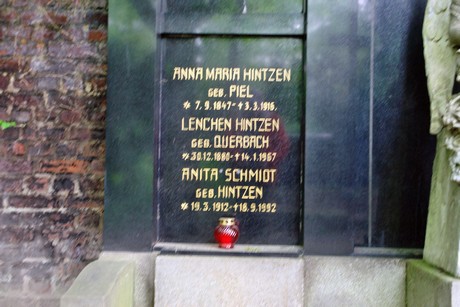 ANNA MARIA HINTZEN
GEB. PIEL
* 7. 9. 1847 - + 3. 3. 1916.
LENCHEN HINTZEN
GEB. QUERBACH
* 30. 12. 1880 - + 14. 1. 1967
ANITA SCHMIDT
GEB. HINTZEN
* 19. 3. 1912 - + 18. 9. 1992